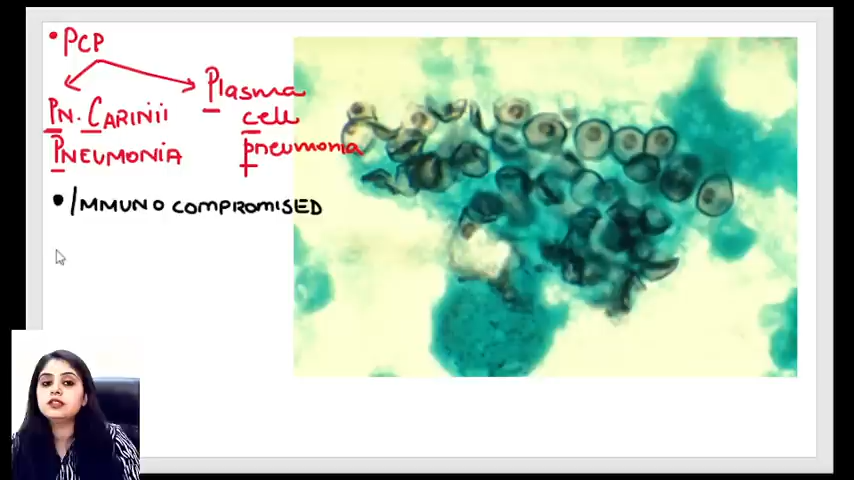 • PCP
PN. CARINII
PNEUMONIA
Plasma
cell
pneumonia
• IMMUNO COMPROMISED